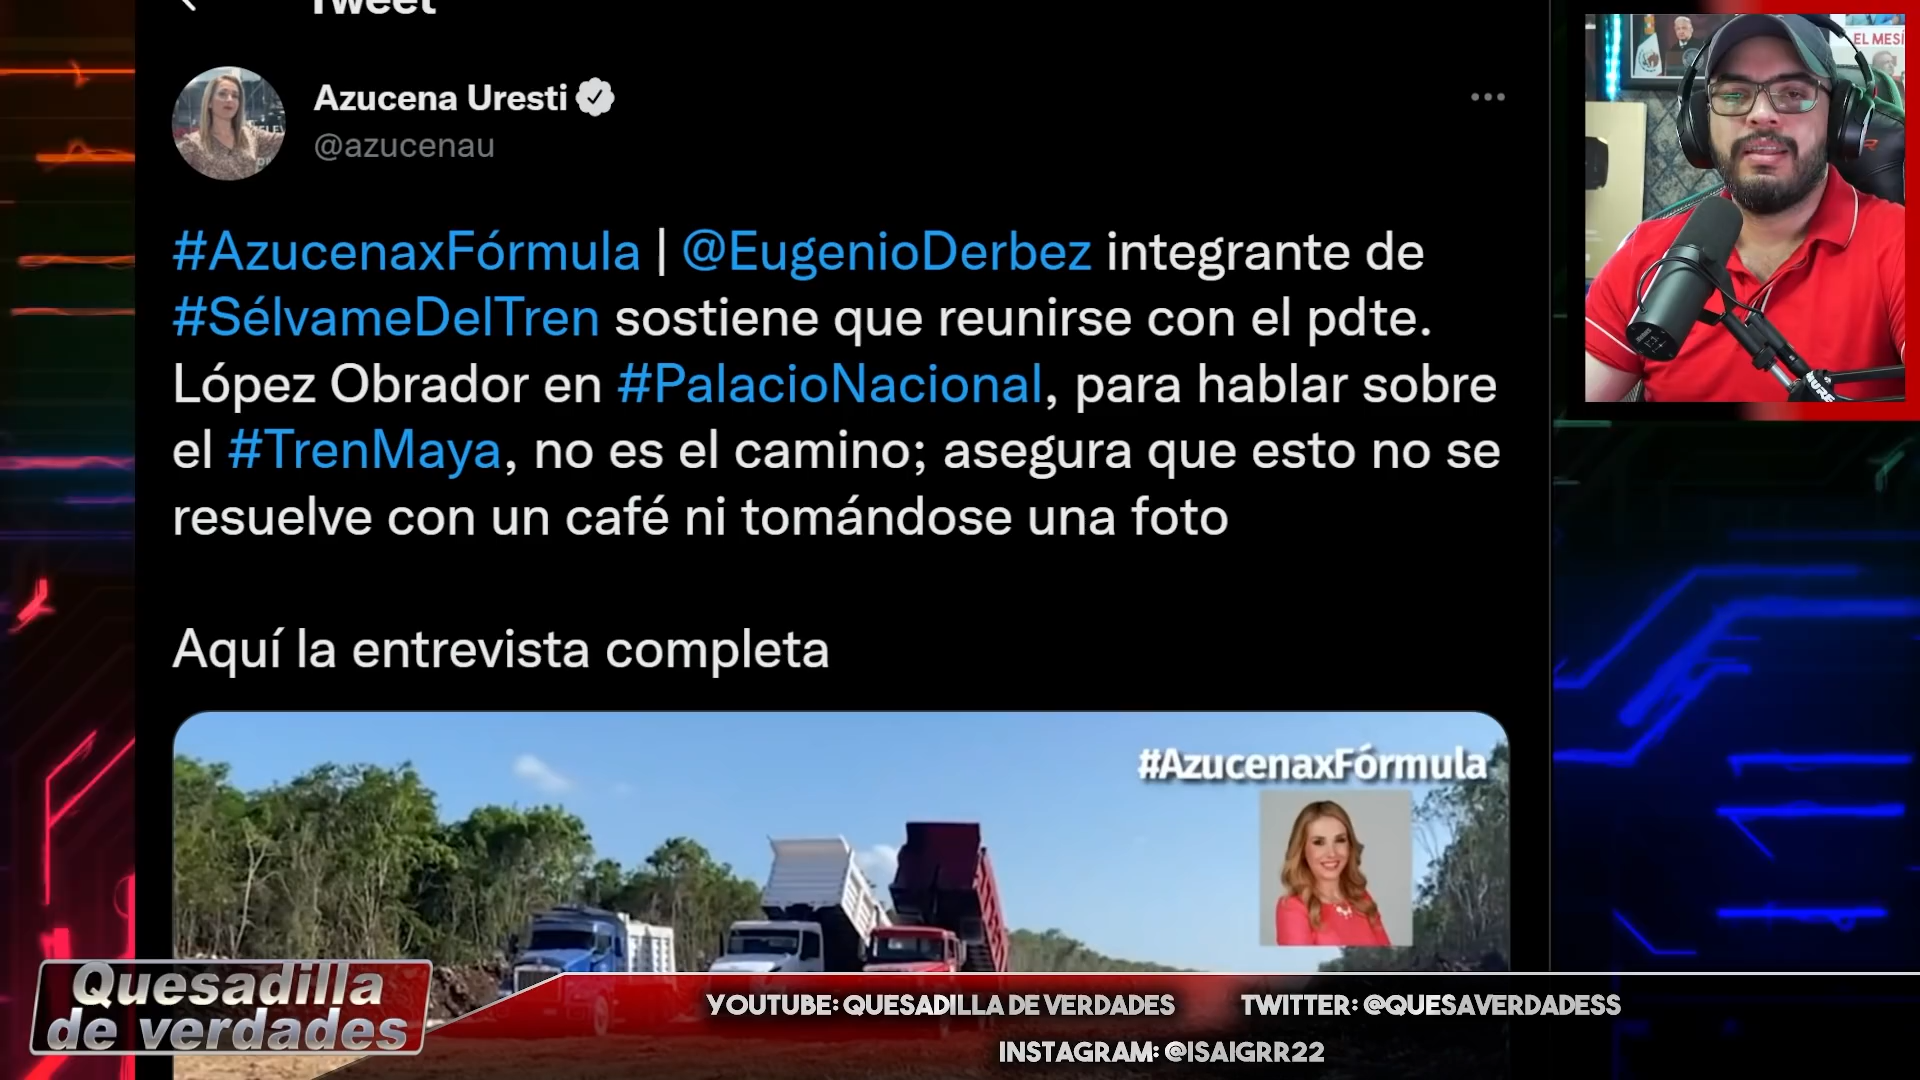 Tweet
EL MESÍ
Azucena Uresti
@azucenau
#AzucenaxFórmula | @EugenioDerbez integrante de
#SélvameDelTren sostiene que reunirse con el pdte.
López Obrador en #PalacioNacional, para hablar sobre
el #TrenMaya, no es el camino; asegura que esto no se
resuelve con un café ni tomándose una foto
Aquí la entrevista completa
#AzucenaxFórmula
Quesadilla
de verdades
YOUTUBE: QUESADILLA DE VERDADES
TWITTER: @QUESAVERDADESS
INSTAGRAM: @ISAIGRR22